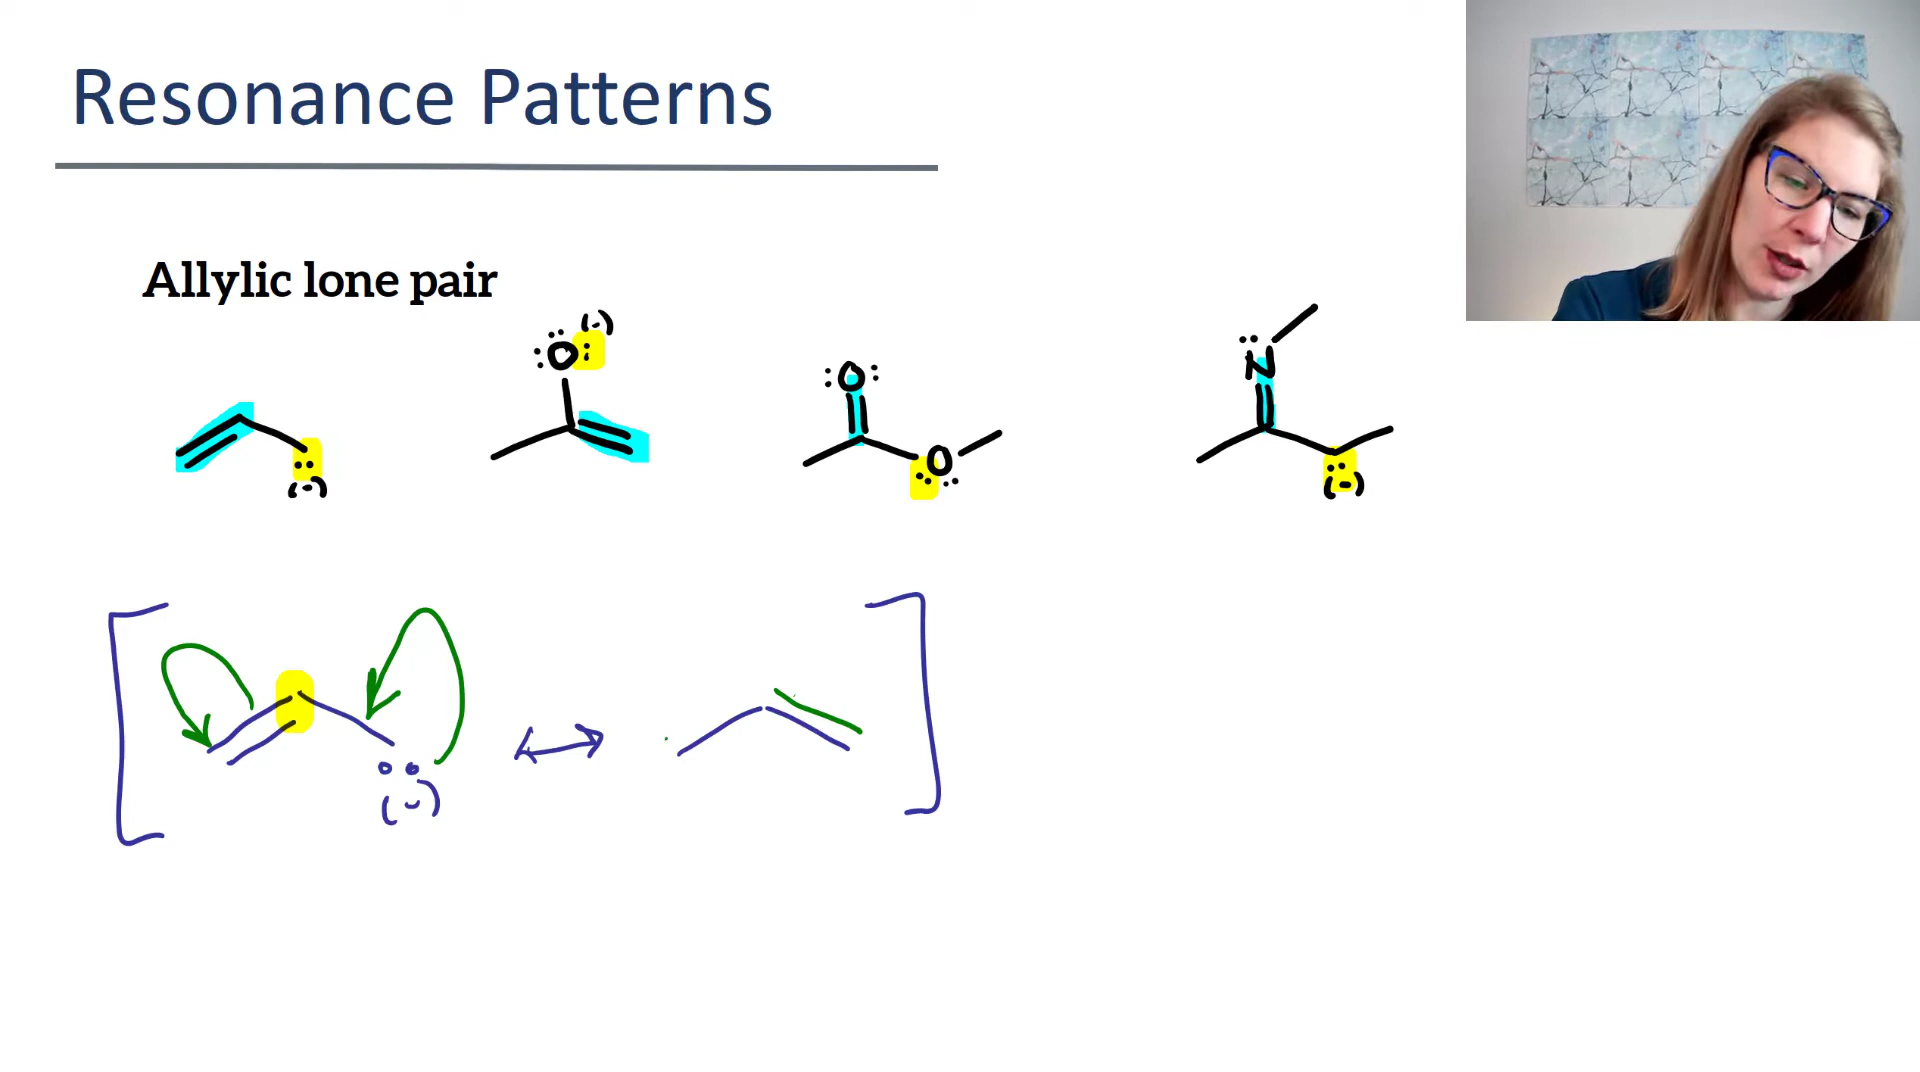 Resonance Patterns
Allylic lone pair
(-)
:Ö:
:O:
N̈
O
(-)
(-)
(-)